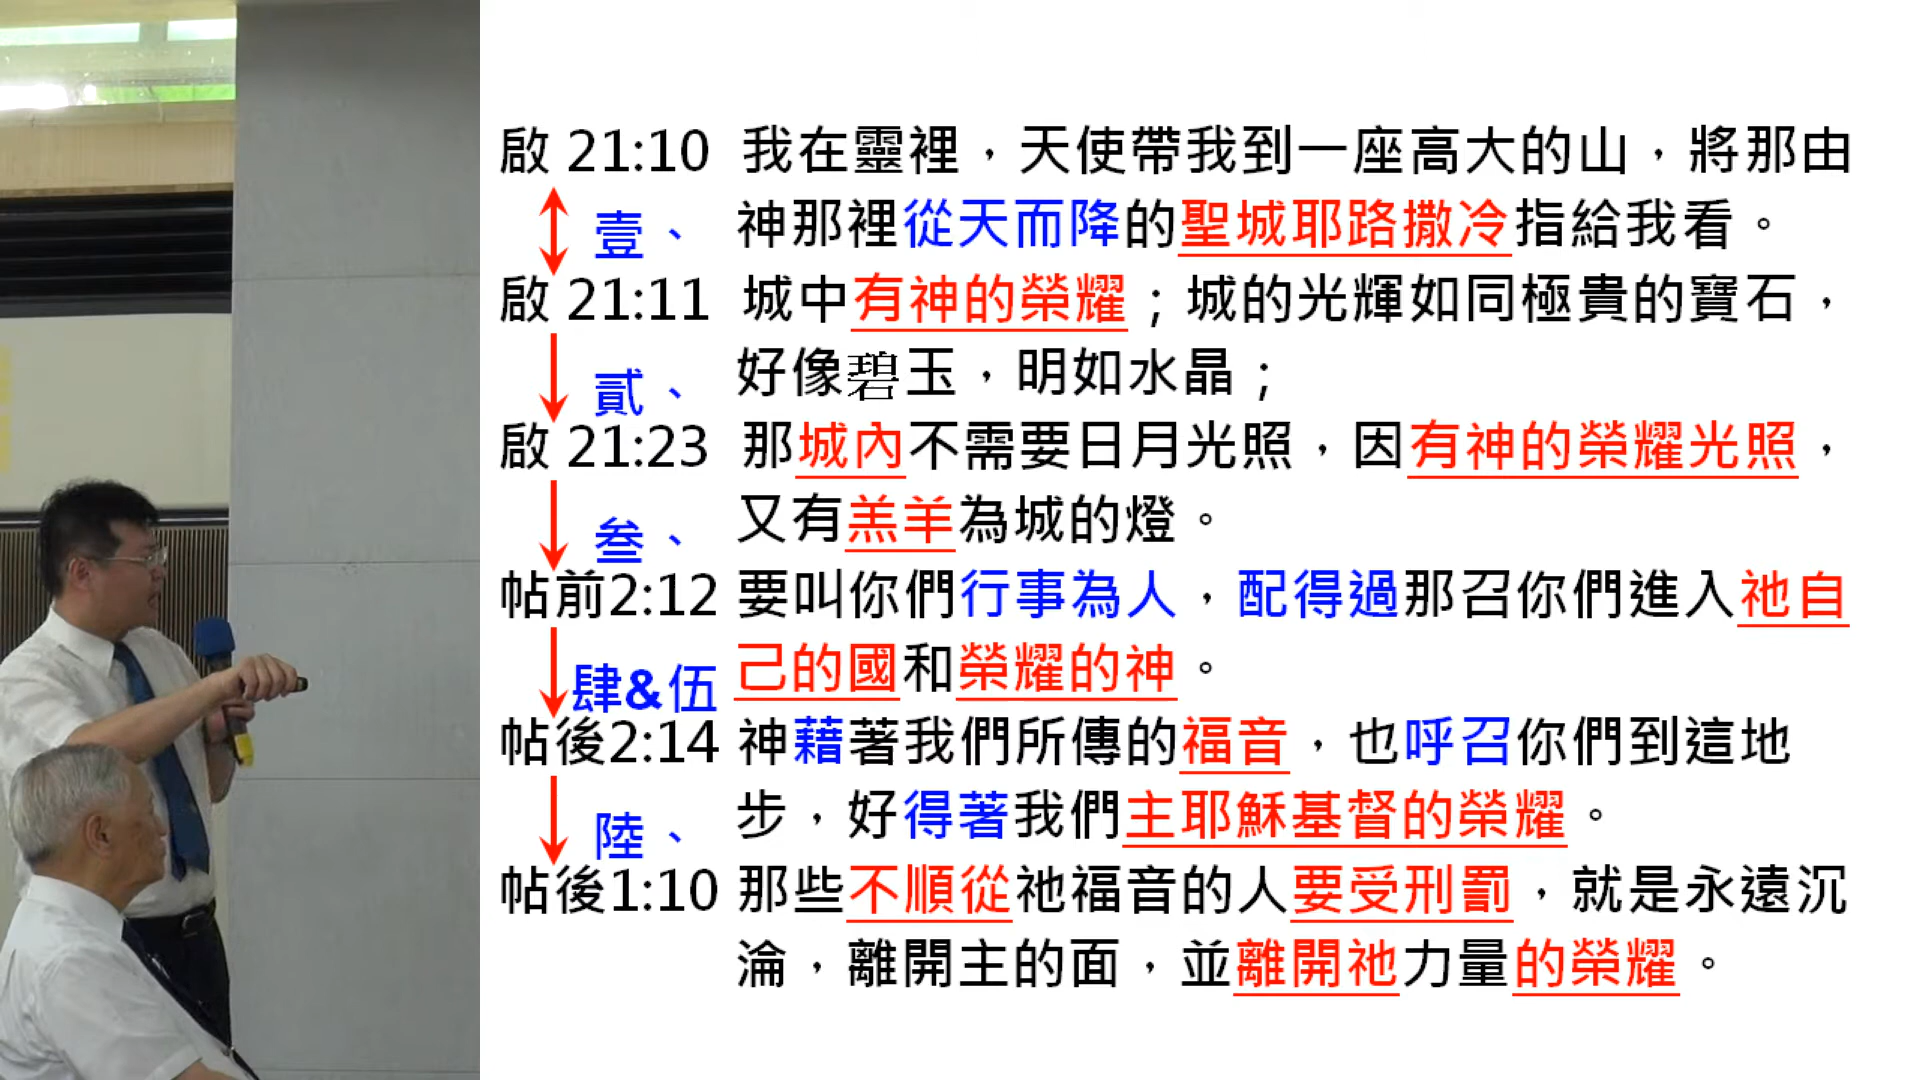 啟 21:10 我在靈裡，天使帶我到一座高大的山，將那由
壹、 神那裡從天而降的聖城耶路撒冷指給我看。
啟 21:11 城中有神的榮耀；城的光輝如同極貴的寶石，
貳、 好像碧玉，明如水晶；
啟 21:23 那城內不需要日月光照，因有神的榮耀光照，
叁、 又有羔羊為城的燈。
帖前2:12 要叫你們行事為人，配得過那召你們進入祂自
肆&伍 己的國和榮耀的神。
帖後2:14 神藉著我們所傳的福音，也呼召你們到這地
陸、 步，好得著我們主耶穌基督的榮耀。
帖後1:10 那些不順從祂福音的人要受刑罰，就是永遠沉
淪，離開主的面，並離開祂力量的榮耀。